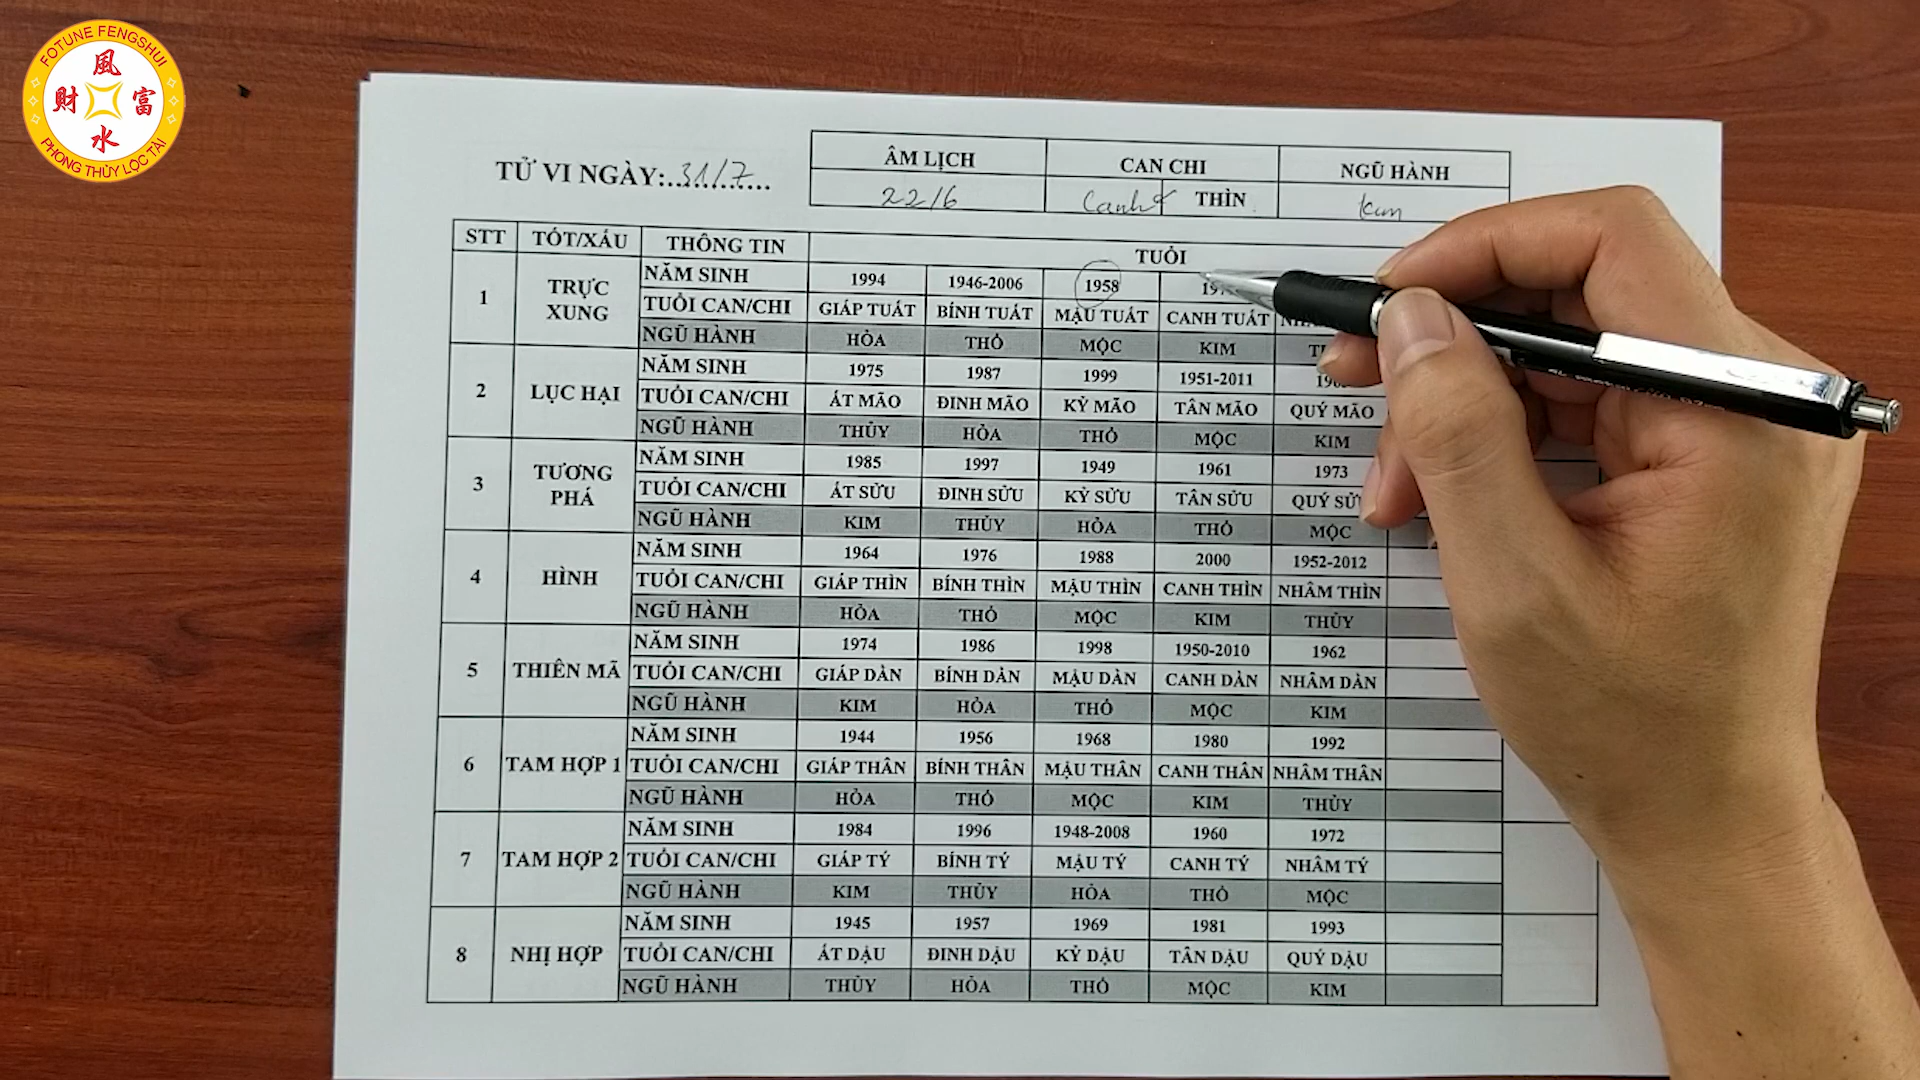 FOTUNE FENGSHUI
風
財 富
水
PHONG THỦY LỘC TÀI
TỬ VI NGÀY: 31/7
ÂM LỊCH CAN CHI NGŨ HÀNH
22/6 Canh THÌN Kim
STT TỐT/XẤU THÔNG TIN TUỔI
1 TRỰC XUNG NĂM SINH 1994 1946-2006 1958
TUỔI CAN/CHI GIÁP TUẤT BÍNH TUẤT MẬU TUẤT CANH TUẤT
NGŨ HÀNH HỎA THỔ MỘC KIM
2 LỤC HẠI NĂM SINH 1975 1987 1999 1951-2011
TUỔI CAN/CHI ẤT MÃO ĐINH MÃO KỶ MÃO TÂN MÃO QUÝ MÃO
NGŨ HÀNH THỦY HỎA THỔ MỘC KIM
3 TƯƠNG PHÁ NĂM SINH 1985 1997 1949 1961 1973
TUỔI CAN/CHI ẤT SỬU ĐINH SỬU KỶ SỬU TÂN SỬU QUÝ SỬU
NGŨ HÀNH KIM THỦY HỎA THỔ MỘC
4 HÌNH NĂM SINH 1964 1976 1988 2000 1952-2012
TUỔI CAN/CHI GIÁP THÌN BÍNH THÌN MẬU THÌN CANH THÌN NHÂM THÌN
NGŨ HÀNH HỎA THỔ MỘC KIM THỦY
5 THIÊN MÃ NĂM SINH 1974 1986 1998 1950-2010 1962
TUỔI CAN/CHI GIÁP DẦN BÍNH DẦN MẬU DẦN CANH DẦN NHÂM DẦN
NGŨ HÀNH KIM HỎA THỔ MỘC KIM
6 TAM HỢP 1 NĂM SINH 1944 1956 1968 1980 1992
TUỔI CAN/CHI GIÁP THÂN BÍNH THÂN MẬU THÂN CANH THÂN NHÂM THÂN
NGŨ HÀNH HỎA THỔ MỘC KIM THỦY
7 TAM HỢP 2 NĂM SINH 1984 1996 1948-2008 1960 1972
TUỔI CAN/CHI GIÁP TÝ BÍNH TÝ MẬU TÝ CANH TÝ NHÂM TÝ
NGŨ HÀNH KIM THỦY HỎA THỔ MỘC
8 NHỊ HỢP NĂM SINH 1945 1957 1969 1981 1993
TUỔI CAN/CHI ẤT DẬU ĐINH DẬU KỶ DẬU TÂN DẬU QUÝ DẬU
NGŨ HÀNH THỦY HỎA THỔ MỘC KIM